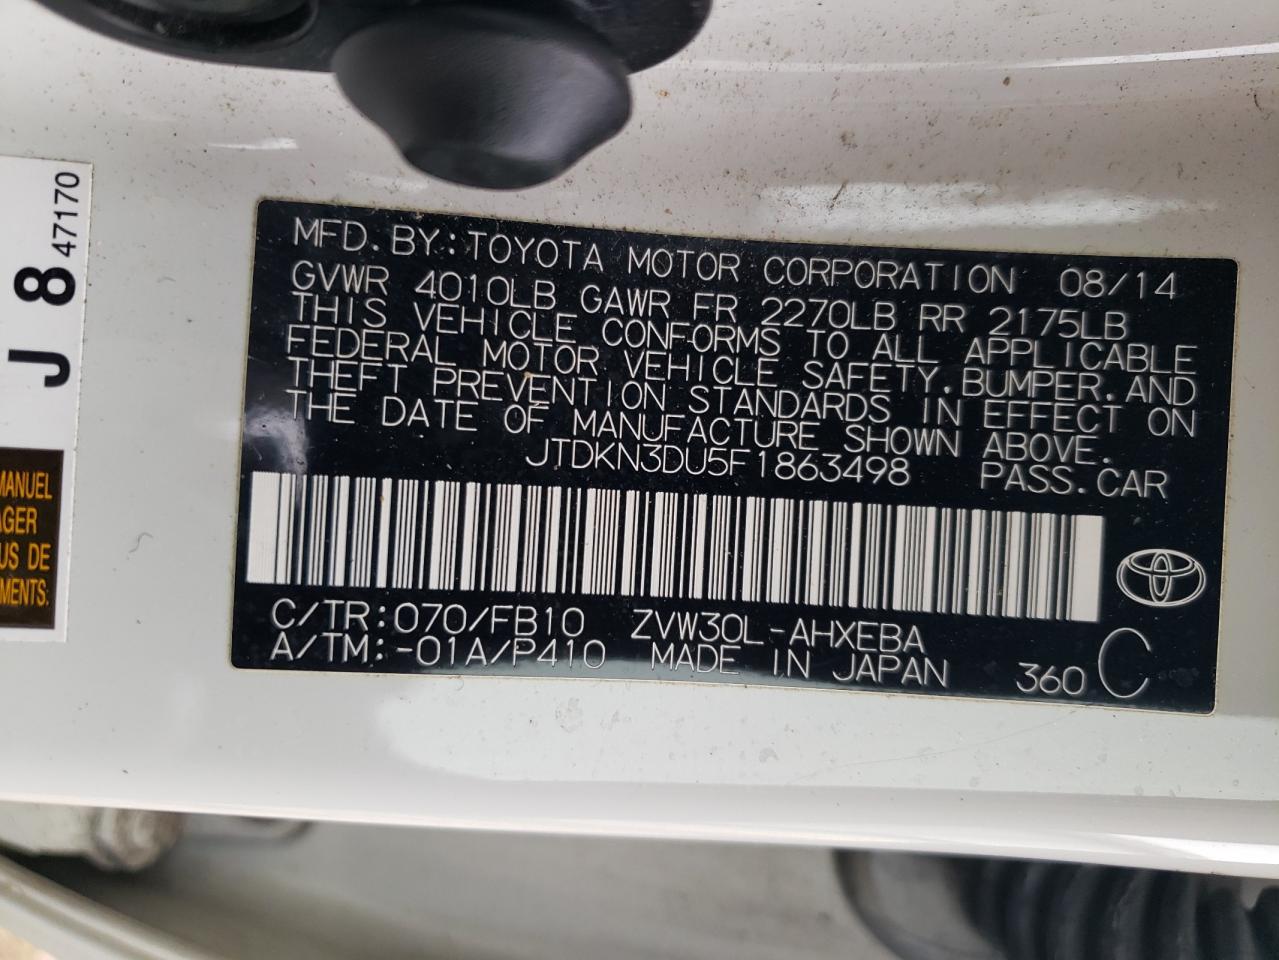 MFD. BY: TOYOTA MOTOR CORPORATION 08/14
GVWR 4010LB GAWR FR 2270LB RR 2175LB
THIS VEHICLE CONFORMS TO ALL APPLICABLE
FEDERAL MOTOR VEHICLE SAFETY, BUMPER, AND
THEFT PREVENTION STANDARDS IN EFFECT ON
THE DATE OF MANUFACTURE SHOWN ABOVE.
JTDKN3DU5F1863498 PASS. CAR
C/TR: 070/FB10 ZVW30L-AHXEBA
A/TM: -01A/P410 MADE IN JAPAN 360 C
J 8 47170
MANUEL
AGER
US DE
MENTS.